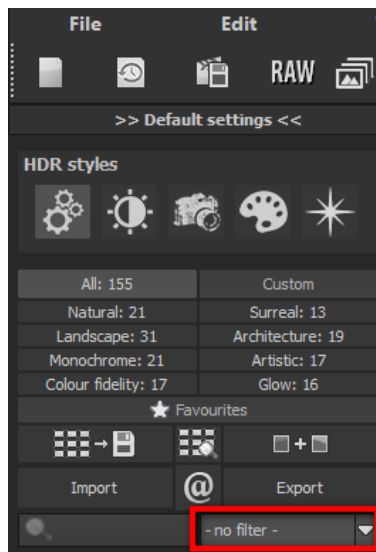 File Edit
RAW
>> Default settings <<
HDR styles
All: 155 Custom
Natural: 21 Surreal: 13
Landscape: 31 Architecture: 19
Monochrome: 21 Artistic: 17
Colour fidelity: 17 Glow: 16
Favourites
Import @ Export
- no filter -